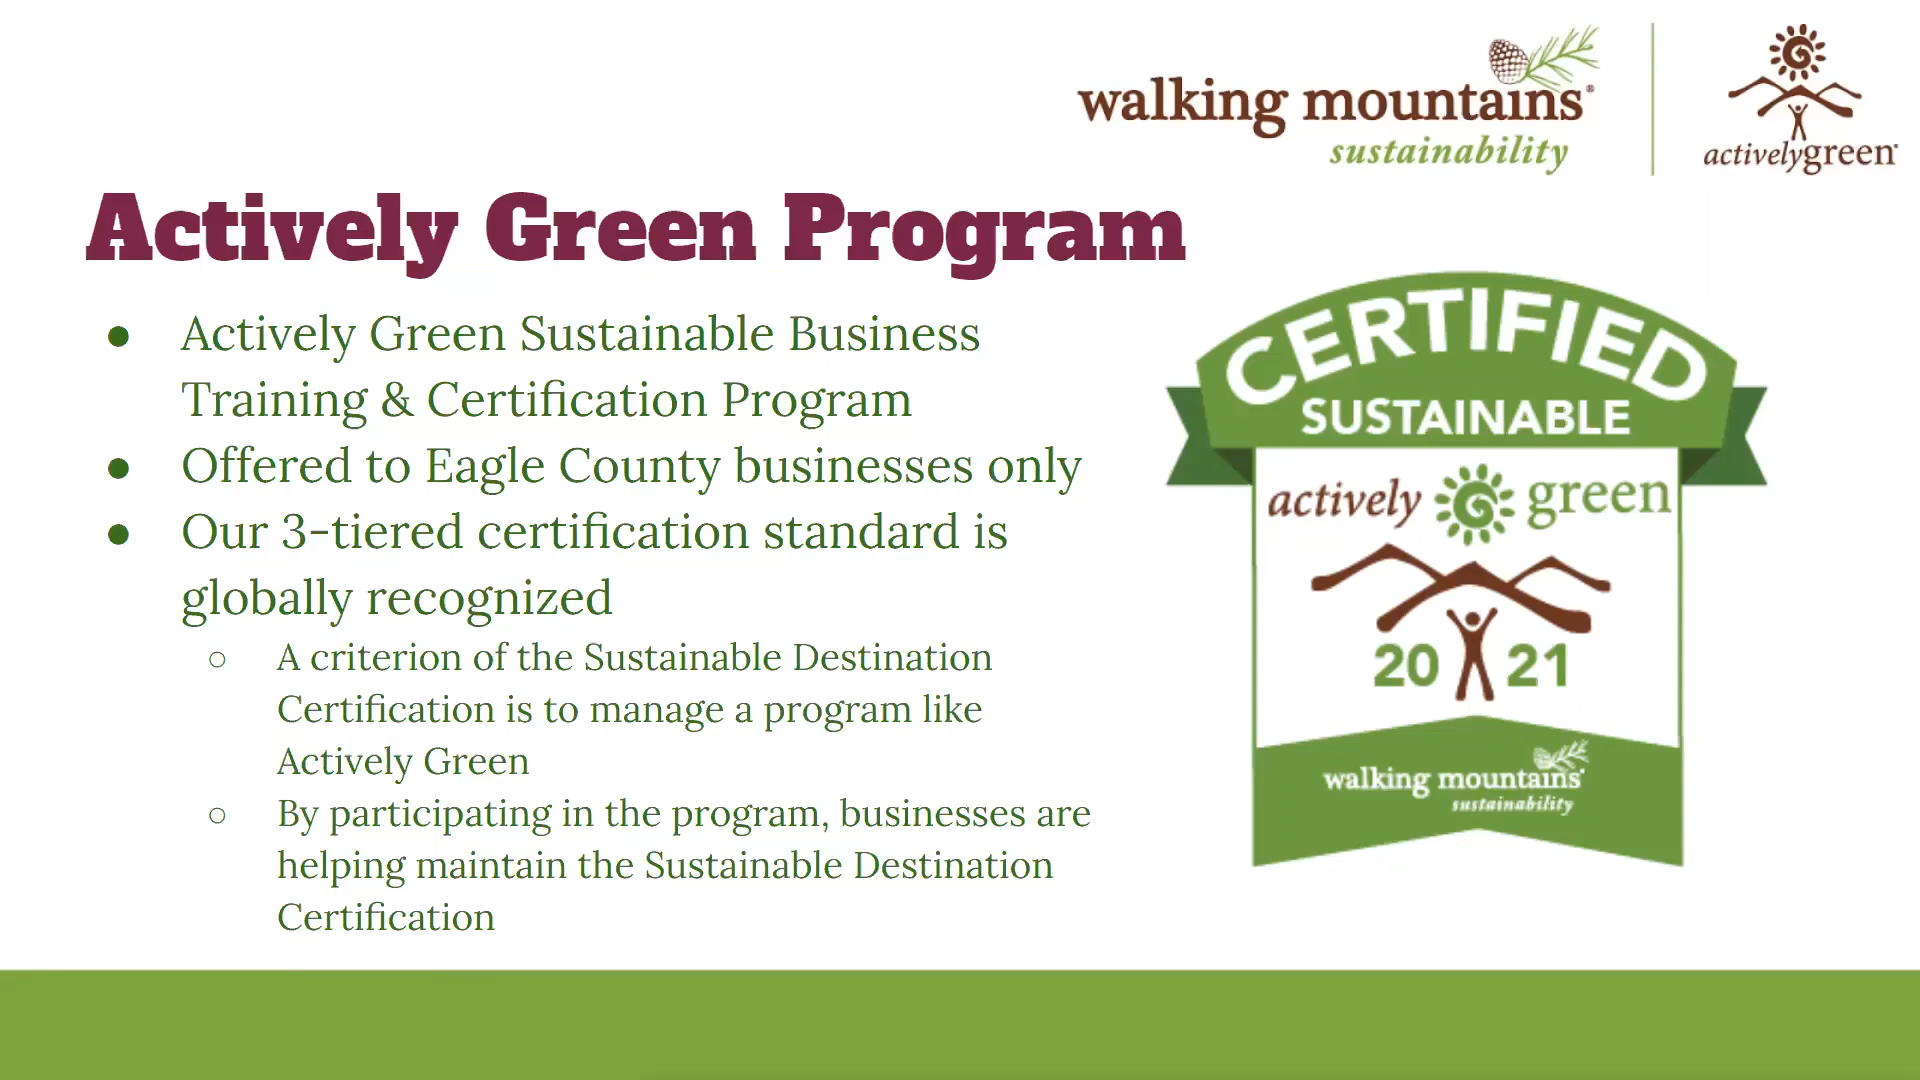 walking mountains®
sustainability
activelygreen®
Actively Green Program
● Actively Green Sustainable Business
Training & Certification Program
● Offered to Eagle County businesses only
● Our 3-tiered certification standard is
globally recognized
○ A criterion of the Sustainable Destination
Certification is to manage a program like
Actively Green
○ By participating in the program, businesses are
helping maintain the Sustainable Destination
Certification
CERTIFIED
SUSTAINABLE
actively green
20 21
walking mountains®
sustainability